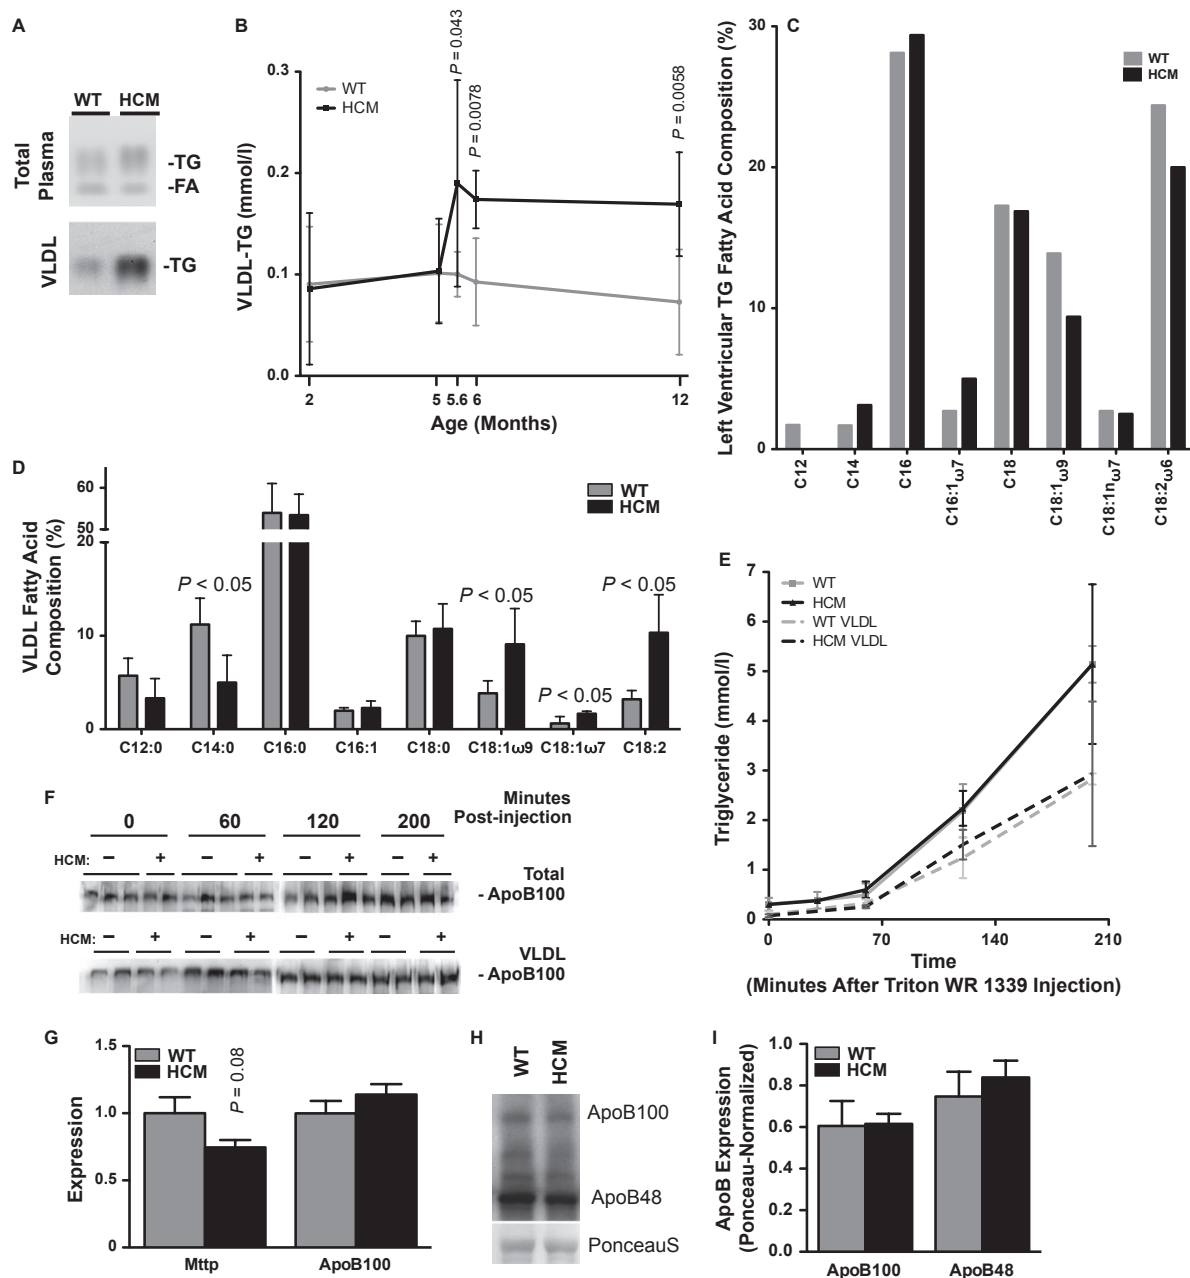 A
WT HCM
Total
Plasma
-TG
-FA
VLDL
-TG
B
WT
HCM
P = 0.043
P = 0.0078
P = 0.0058
VLDL-TG (mmol/l)
0.3
0.2
0.1
0.0
2 5 5.6 6 12
Age (Months)
C
WT
HCM
Left Ventricular TG Fatty Acid Composition (%)
30
20
10
0
C12 C14 C16 C16:1ω7 C18 C18:1ω9 C18:1nω7 C18:2ω6
D
WT
HCM
VLDL Fatty Acid
Composition (%)
60
50
20
10
0
P < 0.05
P < 0.05
P < 0.05
P < 0.05
C12:0 C14:0 C16:0 C16:1 C18:0 C18:1ω9 C18:1ω7 C18:2
E
WT
HCM
WT VLDL
HCM VLDL
Triglyceride (mmol/l)
7
6
5
4
3
2
1
0
0 70 140 210
Time
(Minutes After Triton WR 1339 Injection)
F
Minutes
Post-injection
0 60 120 200
HCM: – + – + – + – +
Total
- ApoB100
HCM: – + – + – + – +
VLDL
- ApoB100
G
WT
HCM
P = 0.08
Expression
1.5
1.0
0.5
0
Mttp ApoB100
H
WT HCM
ApoB100
ApoB48
PonceauS
I
WT
HCM
ApoB Expression
(Ponceau-Normalized)
1.0
0.8
0.6
0.4
0.2
0.0
ApoB100 ApoB48